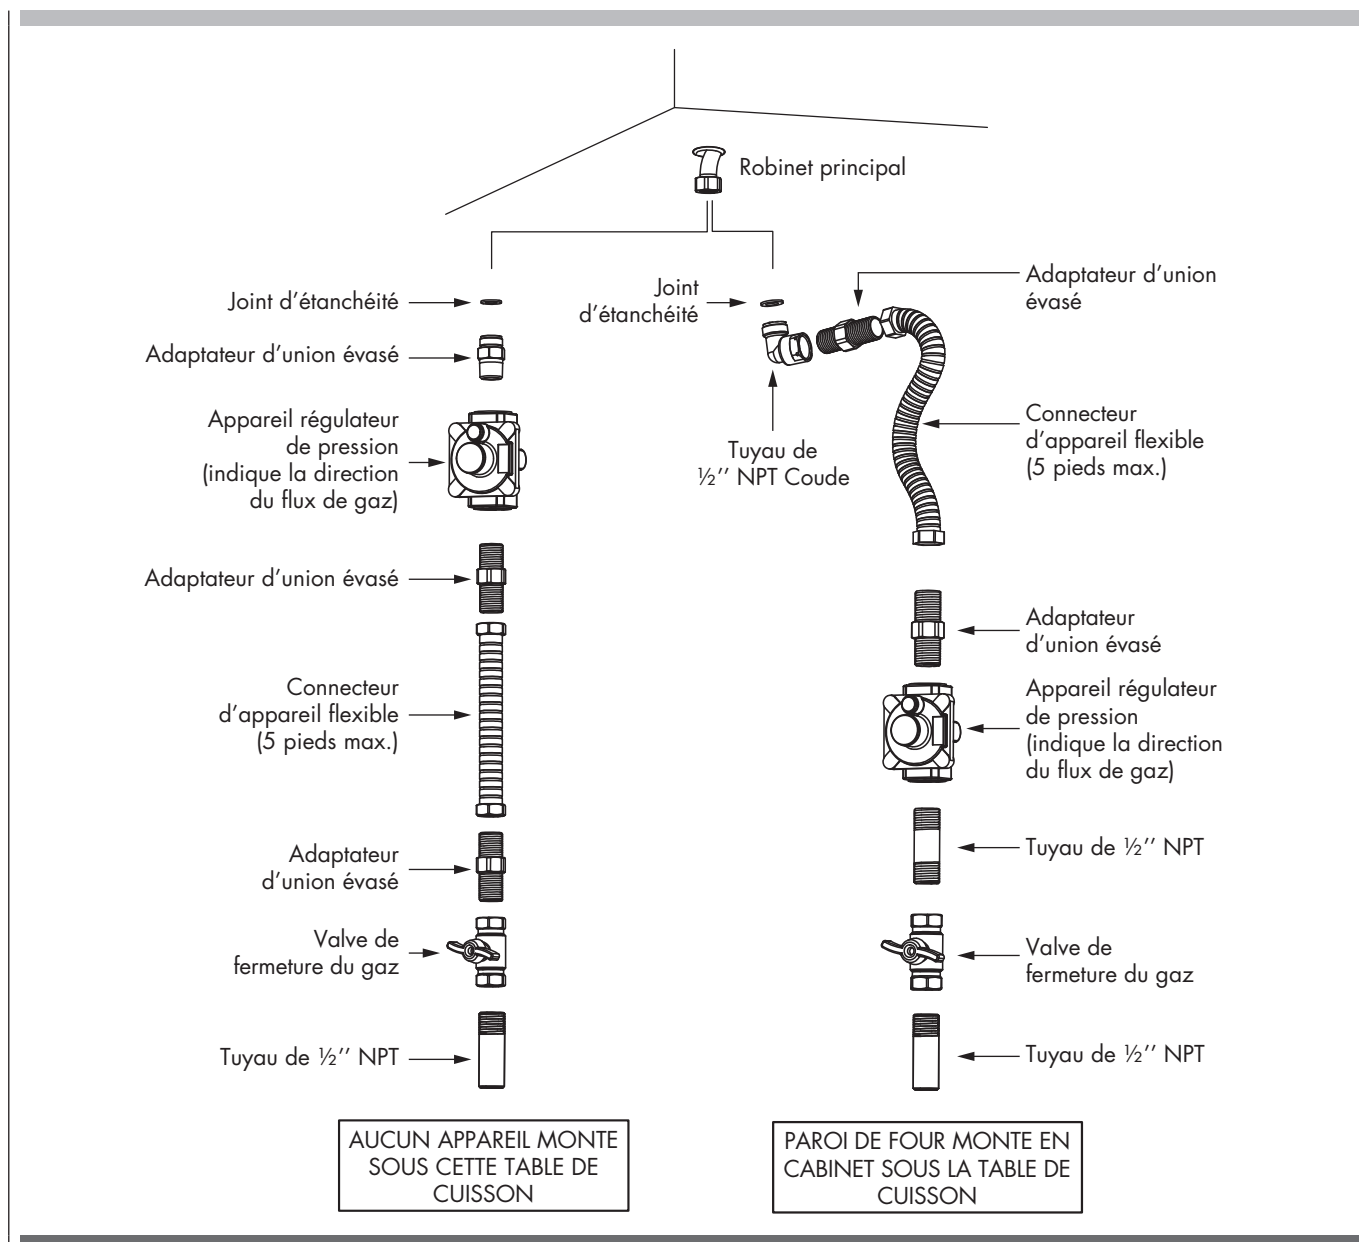 Robinet principal
Joint d'étanchéité
Adaptateur d'union évasé
Appareil régulateur
de pression
(indique la direction
du flux de gaz)
Adaptateur d'union évasé
Connecteur
d'appareil flexible
(5 pieds max.)
Adaptateur
d'union évasé
Valve de
fermeture du gaz
Tuyau de ½'' NPT
AUCUN APPAREIL MONTE
SOUS CETTE TABLE DE
CUISSON
Joint
d'étanchéité
Tuyau de
½'' NPT Coude
Adaptateur d'union
évasé
Connecteur
d'appareil flexible
(5 pieds max.)
Adaptateur
d'union évasé
Appareil régulateur
de pression
(indique la direction
du flux de gaz)
Tuyau de ½'' NPT
Valve de
fermeture du gaz
Tuyau de ½'' NPT
PAROI DE FOUR MONTE EN
CABINET SOUS LA TABLE DE
CUISSON